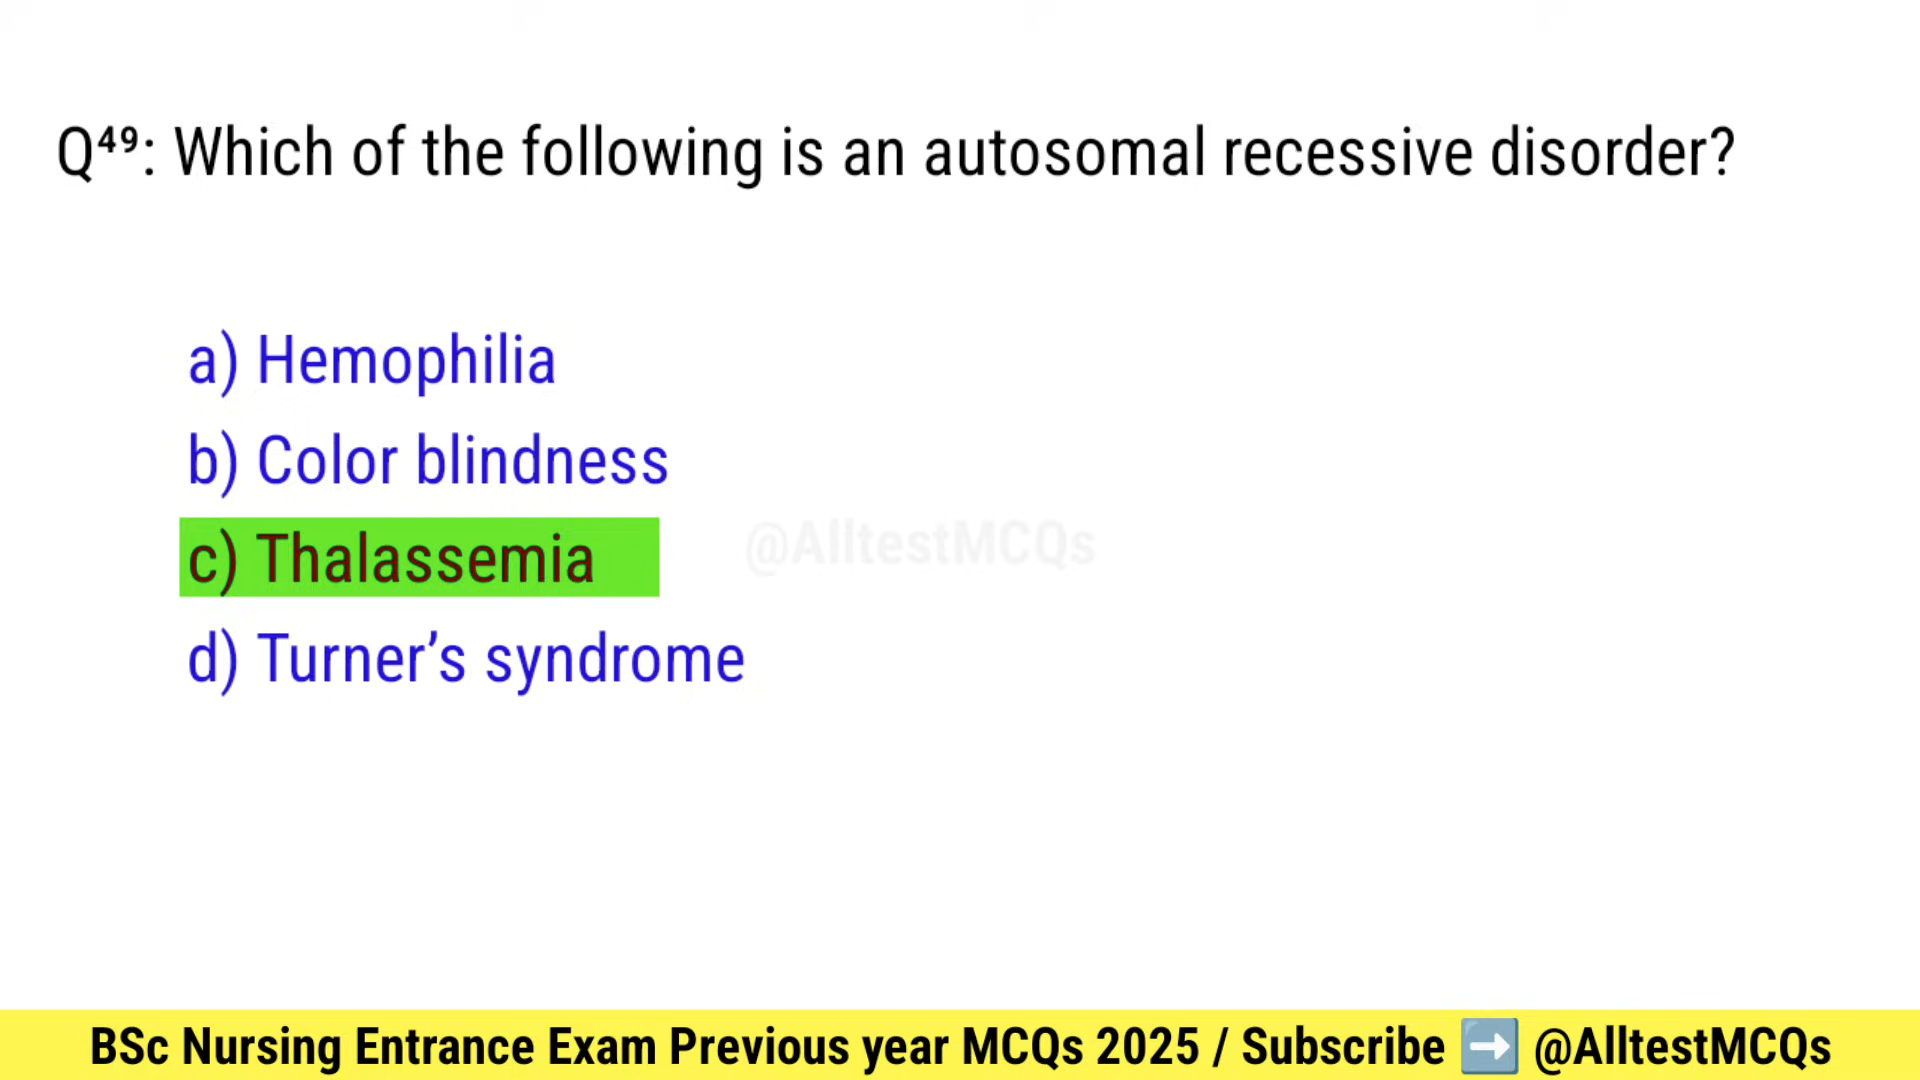 Q⁴⁹: Which of the following is an autosomal recessive disorder?
a) Hemophilia
b) Color blindness
c) Thalassemia
@AlltestMCQs
d) Turner’s syndrome
BSc Nursing Entrance Exam Previous year MCQs 2025 / Subscribe ➡️ @AlltestMCQs